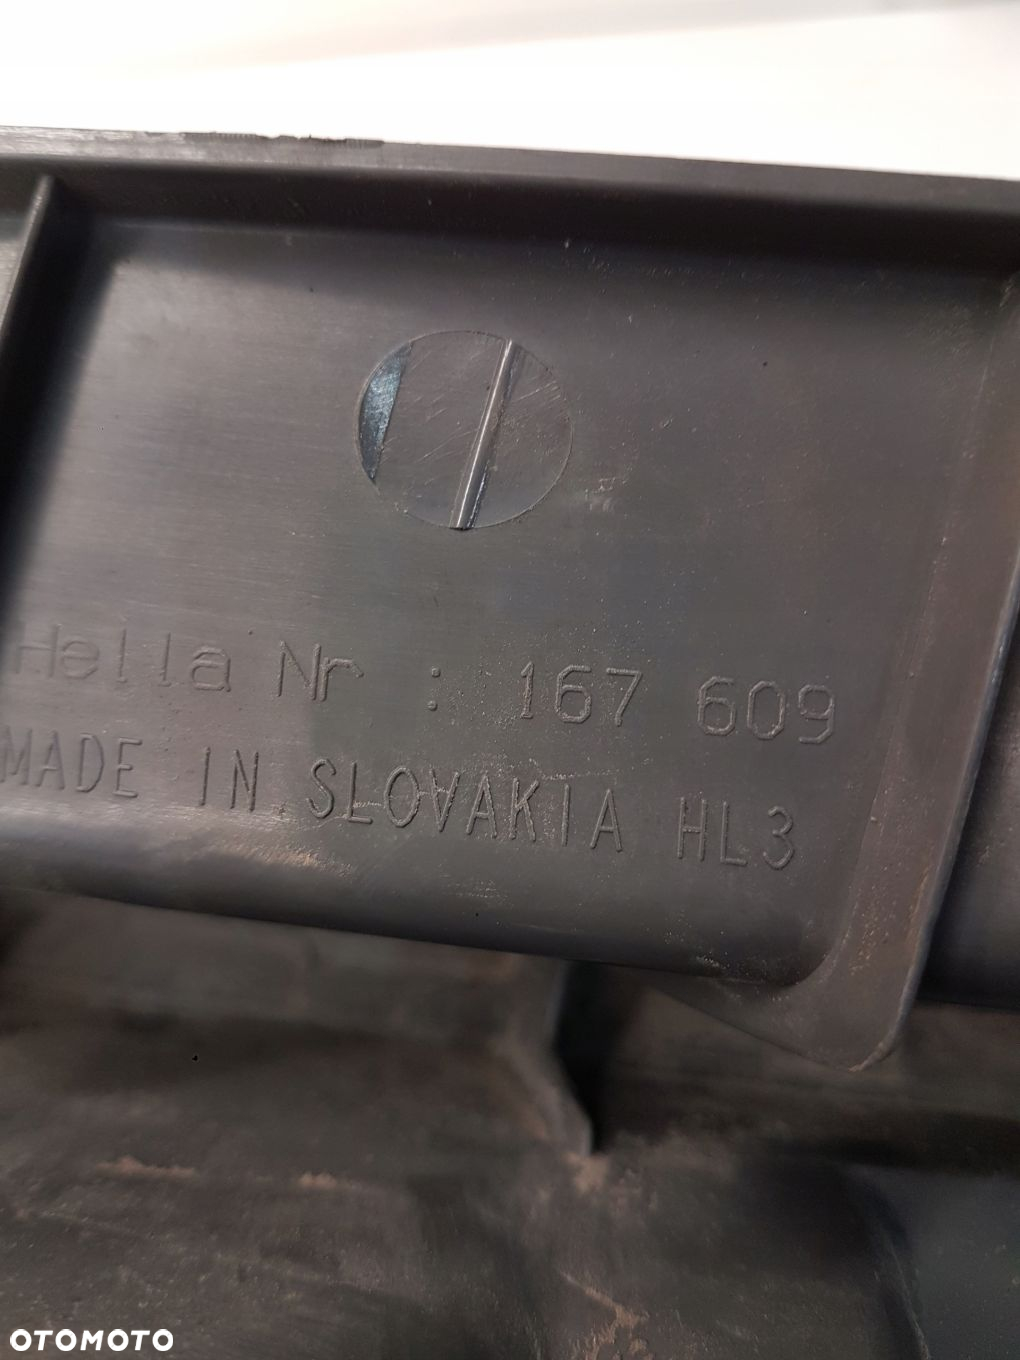 Hella Nr : 167 609
MADE IN SLOVAKIA HL3
OTOMOTO